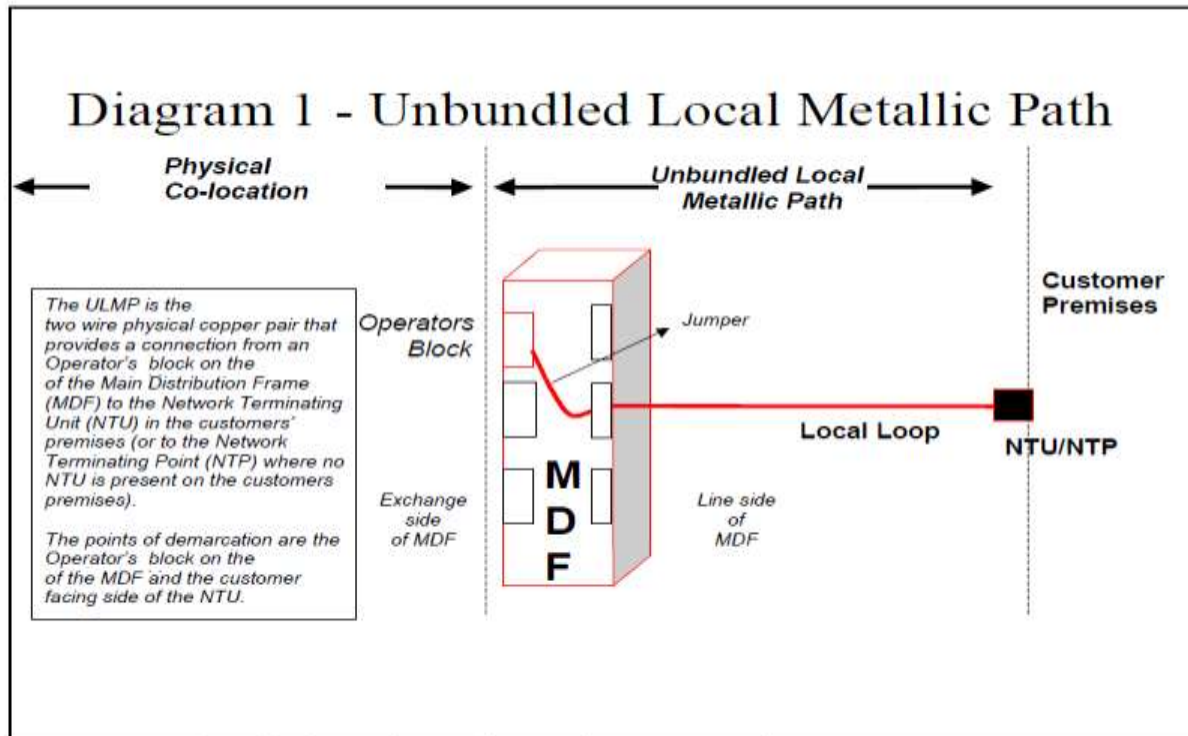 Diagram 1 - Unbundled Local Metallic Path
Physical
Co-location
Unbundled Local
Metallic Path
The ULMP is the
two wire physical copper pair that
provides a connection from an
Operator's block on the
of the Main Distribution Frame
(MDF) to the Network Terminating
Unit (NTU) in the customers'
premises (or to the Network
Terminating Point (NTP) where no
NTU is present on the customers
premises).
The points of demarcation are the
Operator's block on the
of the MDF and the customer
facing side of the NTU.
Operators
Block
Exchange
side
of MDF
M
D
F
Jumper
Local Loop
Line side
of
MDF
Customer
Premises
NTU/NTP